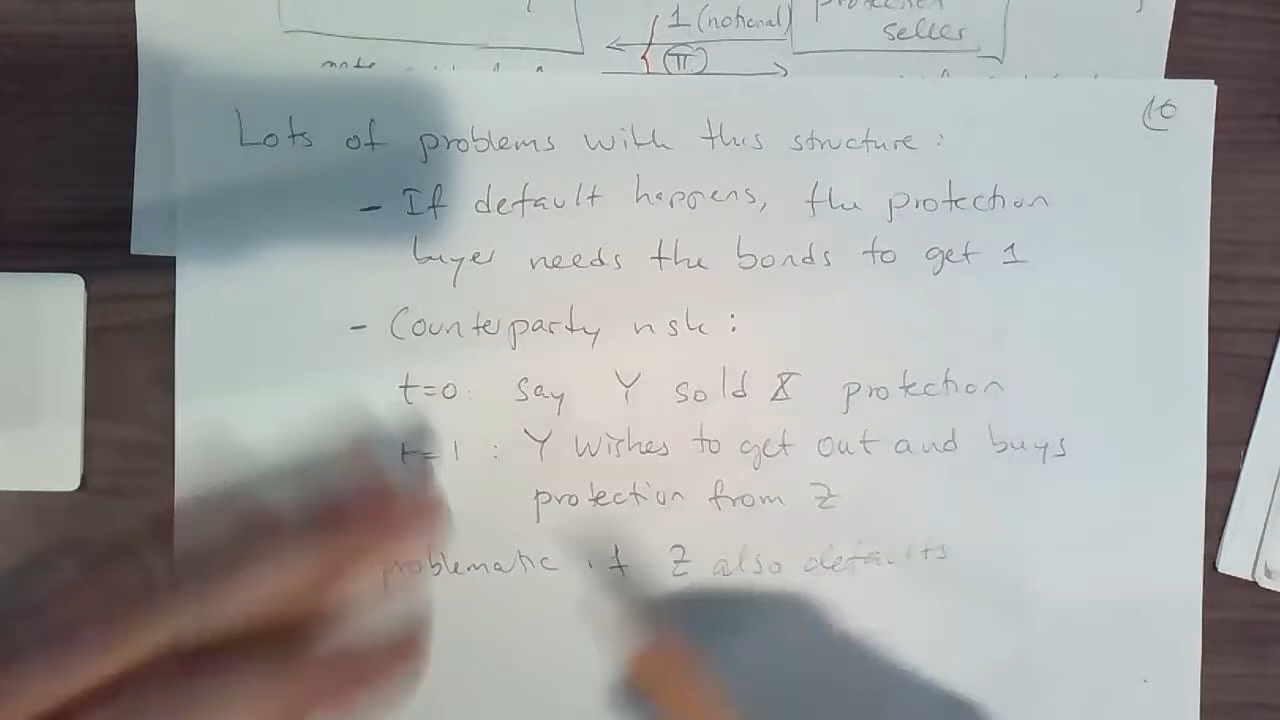 1 (notional)
π
seller
10
Lots of problems with this structure :
- If default happens, the protection
buyer needs the bonds to get 1
- Counterparty risk :
t=0: say Y sold X protection
t=1 : Y wishes to get out and buys
protection from Z
problematic if Z also defaults